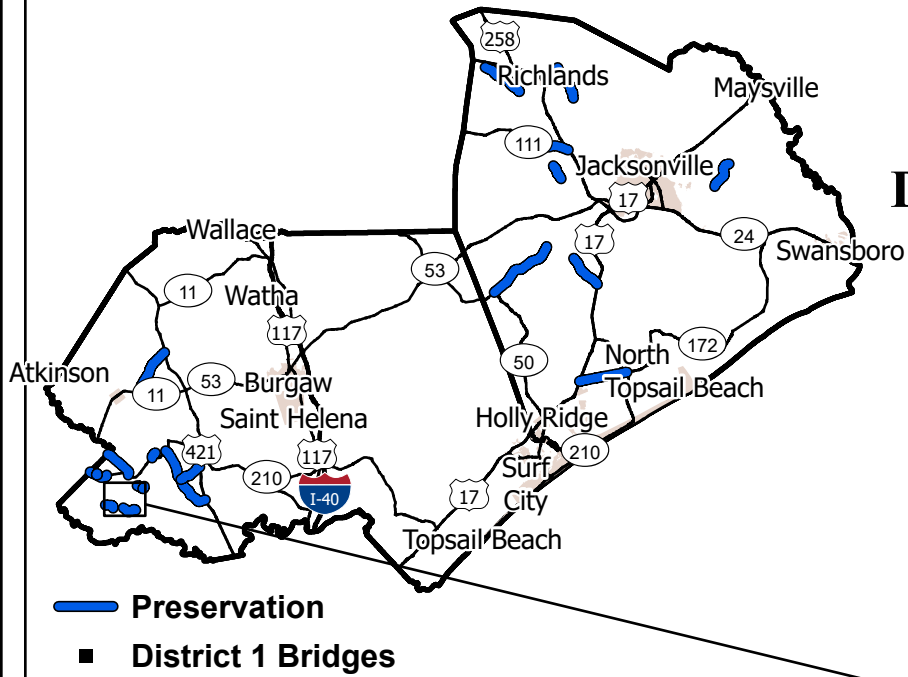 258
Richlands
Maysville
111
Jacksonville
17
17
24
Swansboro
Wallace
53
11
Watha
117
50
172
North
Topsail Beach
Atkinson
11
53
Burgaw
Saint Helena
Holly Ridge
421
117
210
210
I-40
Surf
City
17
Topsail Beach
Preservation
District 1 Bridges